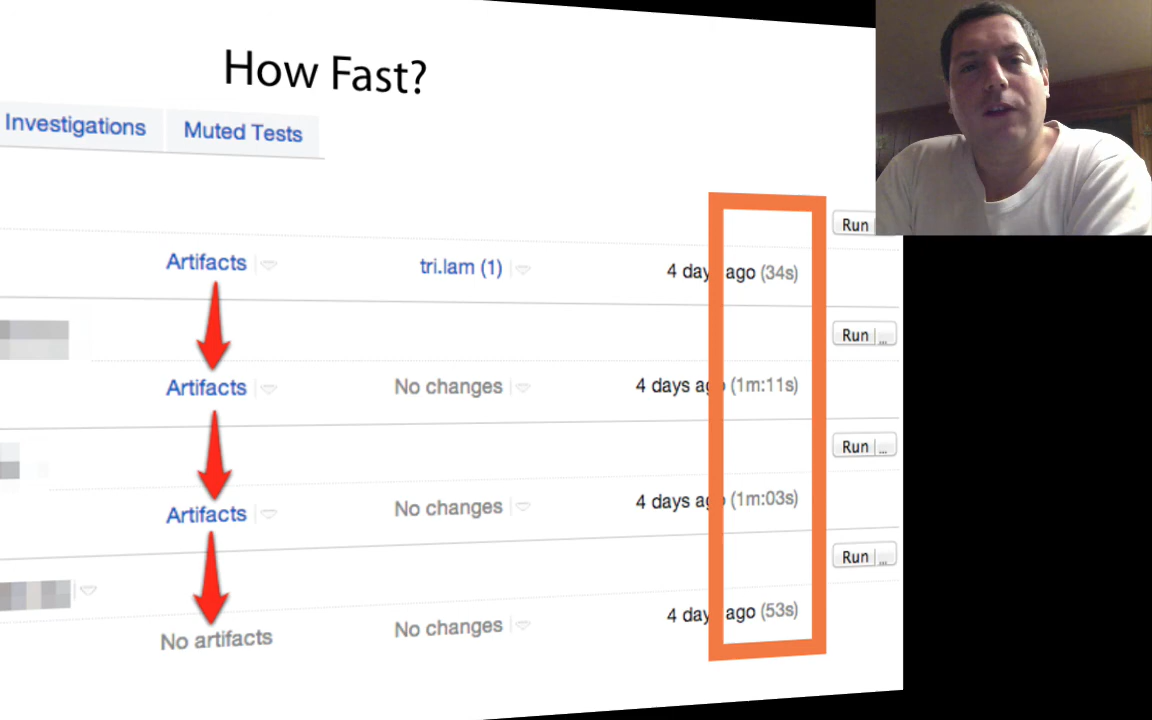 How Fast?
Investigations Muted Tests
Run
Artifacts tri.lam (1) 4 days ago (34s)
Run ...
Artifacts No changes 4 days ago (1m:11s)
Run ...
Artifacts No changes 4 days ago (1m:03s)
Run ...
No artifacts No changes 4 days ago (53s)